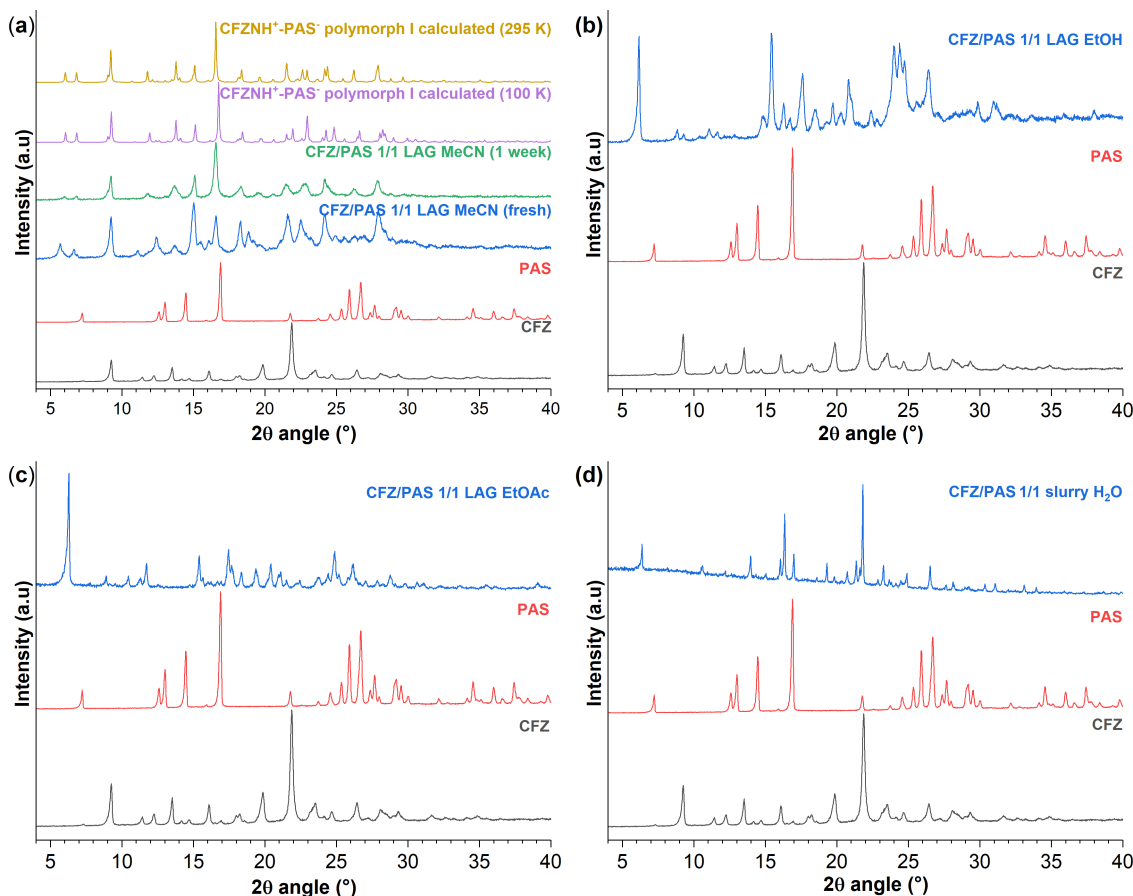 (a)
CFZNH⁺-PAS⁻ polymorph I calculated (295 K)
CFZNH⁺-PAS⁻ polymorph I calculated (100 K)
CFZ/PAS 1/1 LAG MeCN (1 week)
CFZ/PAS 1/1 LAG MeCN (fresh)
PAS
CFZ
Intensity (a.u)
5 10 15 20 25 30 35 40
2θ angle (°)
(b)
CFZ/PAS 1/1 LAG EtOH
PAS
CFZ
Intensity (a.u)
5 10 15 20 25 30 35 40
2θ angle (°)
(c)
CFZ/PAS 1/1 LAG EtOAc
PAS
CFZ
Intensity (a.u)
5 10 15 20 25 30 35 40
2θ angle (°)
(d)
CFZ/PAS 1/1 slurry H₂O
PAS
CFZ
Intensity (a.u)
5 10 15 20 25 30 35 40
2θ angle (°)